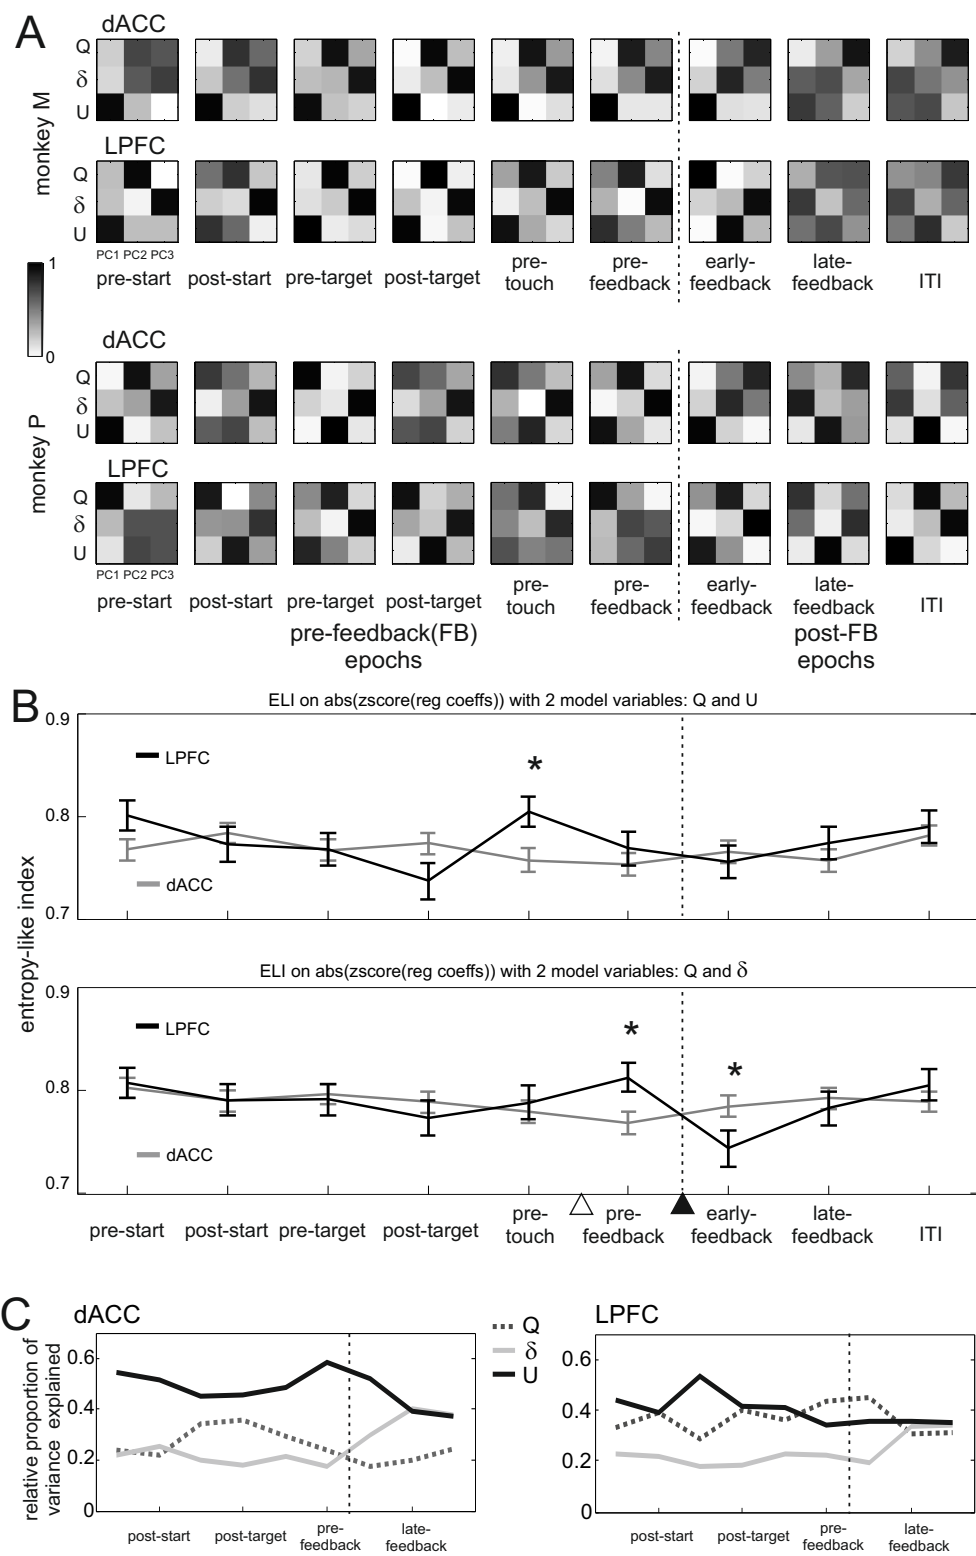 A
dACC
monkey M
Q
δ
U
LPFC
Q
δ
U
PC1 PC2 PC3
pre-start
post-start
pre-target
post-target
pre-
touch
pre-
feedback
early-
feedback
late-
feedback
ITI
1
0
dACC
monkey P
Q
δ
U
LPFC
Q
δ
U
PC1 PC2 PC3
pre-start
post-start
pre-target
post-target
pre-
touch
pre-
feedback
early-
feedback
late-
feedback
ITI
pre-feedback(FB)
epochs
post-FB
epochs
B
ELI on abs(zscore(reg coeffs)) with 2 model variables: Q and U
0.9
0.8
0.7
LPFC
dACC
*
entropy-like index
ELI on abs(zscore(reg coeffs)) with 2 model variables: Q and δ
0.9
0.8
0.7
LPFC
dACC
*
*
pre-start
post-start
pre-target
post-target
pre-
touch
pre-
feedback
early-
feedback
late-
feedback
ITI
C
dACC
relative proportion of
variance explained
0.6
0.4
0.2
0
post-start
post-target
pre-
feedback
late-
feedback
Q
δ
U
LPFC
0.6
0.4
0.2
0
post-start
post-target
pre-
feedback
late-
feedback